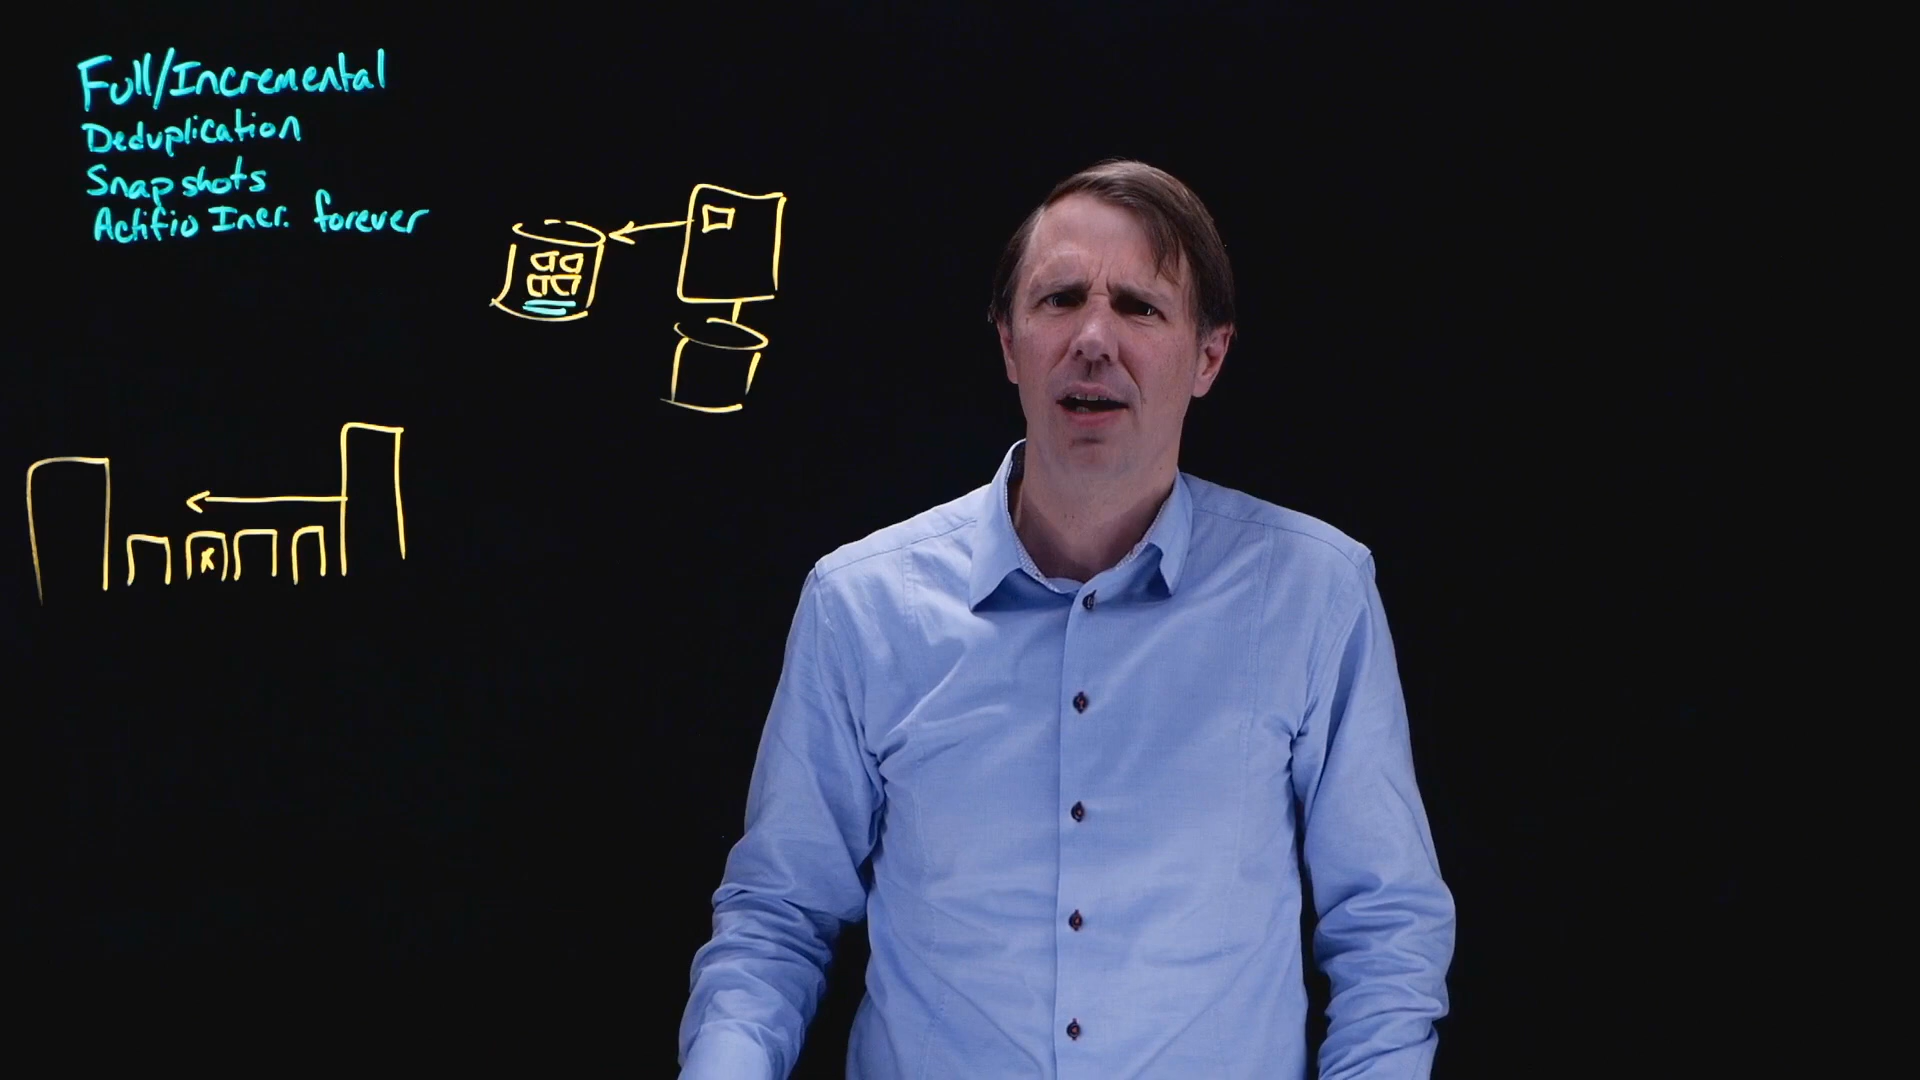 Full/Incremental
Deduplication
Snapshots
Actifio Incr. forever
x